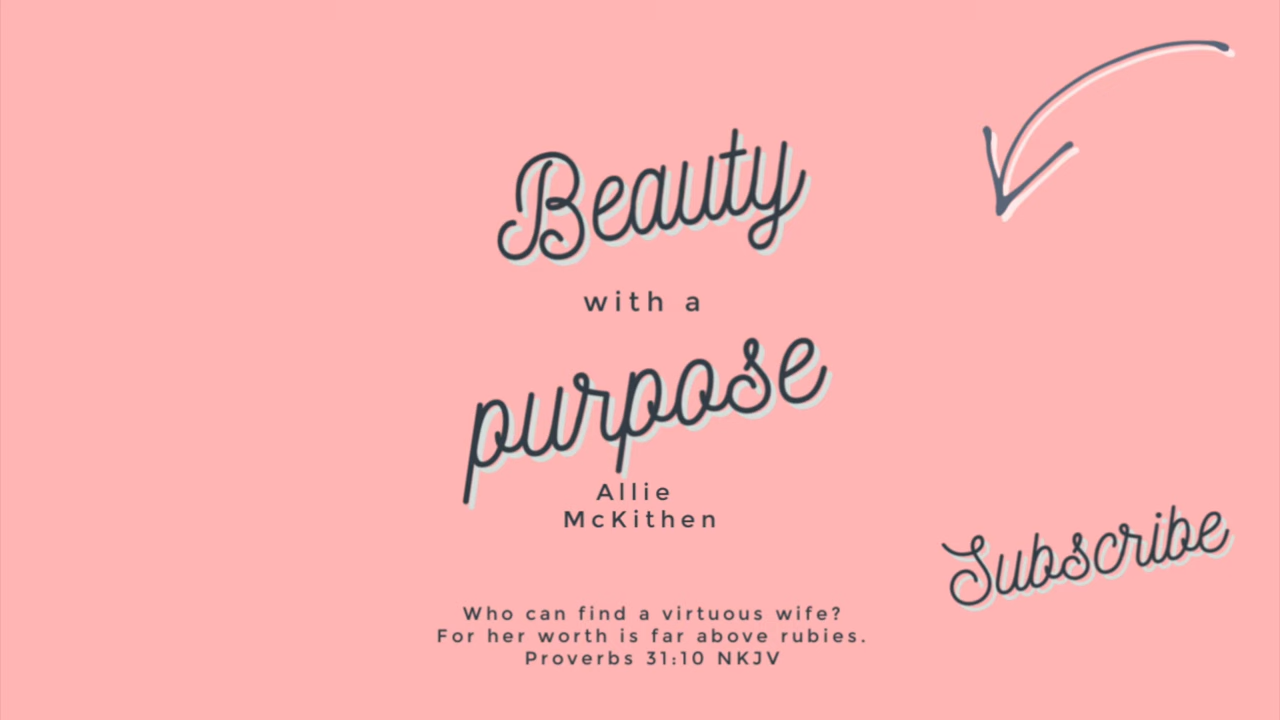 Beauty
with a
purpose
Allie
McKithen
Subscribe
Who can find a virtuous wife?
For her worth is far above rubies.
Proverbs 31:10 NKJV